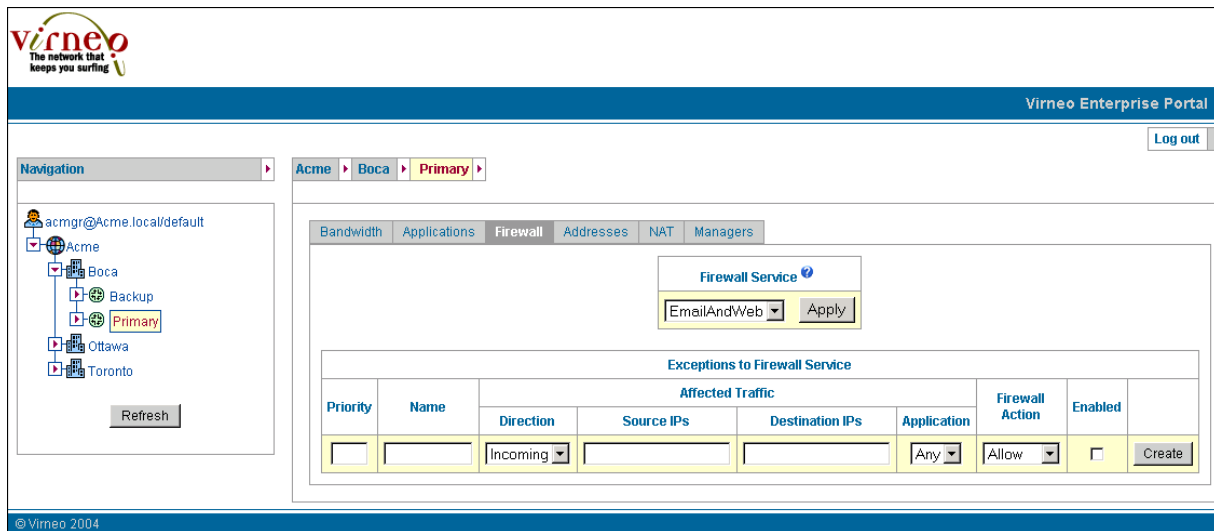 Virneo
The network that
keeps you surfing
Virneo Enterprise Portal
Log out
Navigation
Acme Boca Primary
acmgr@Acme.local/default
Acme
Boca
Backup
Primary
Ottawa
Toronto
Refresh
Bandwidth Applications Firewall Addresses NAT Managers
Firewall Service ?
EmailAndWeb Apply
Exceptions to Firewall Service
Priority Name Affected Traffic Firewall Action Enabled
Direction Source IPs Destination IPs Application
Incoming Any Allow Create
© Virneo 2004